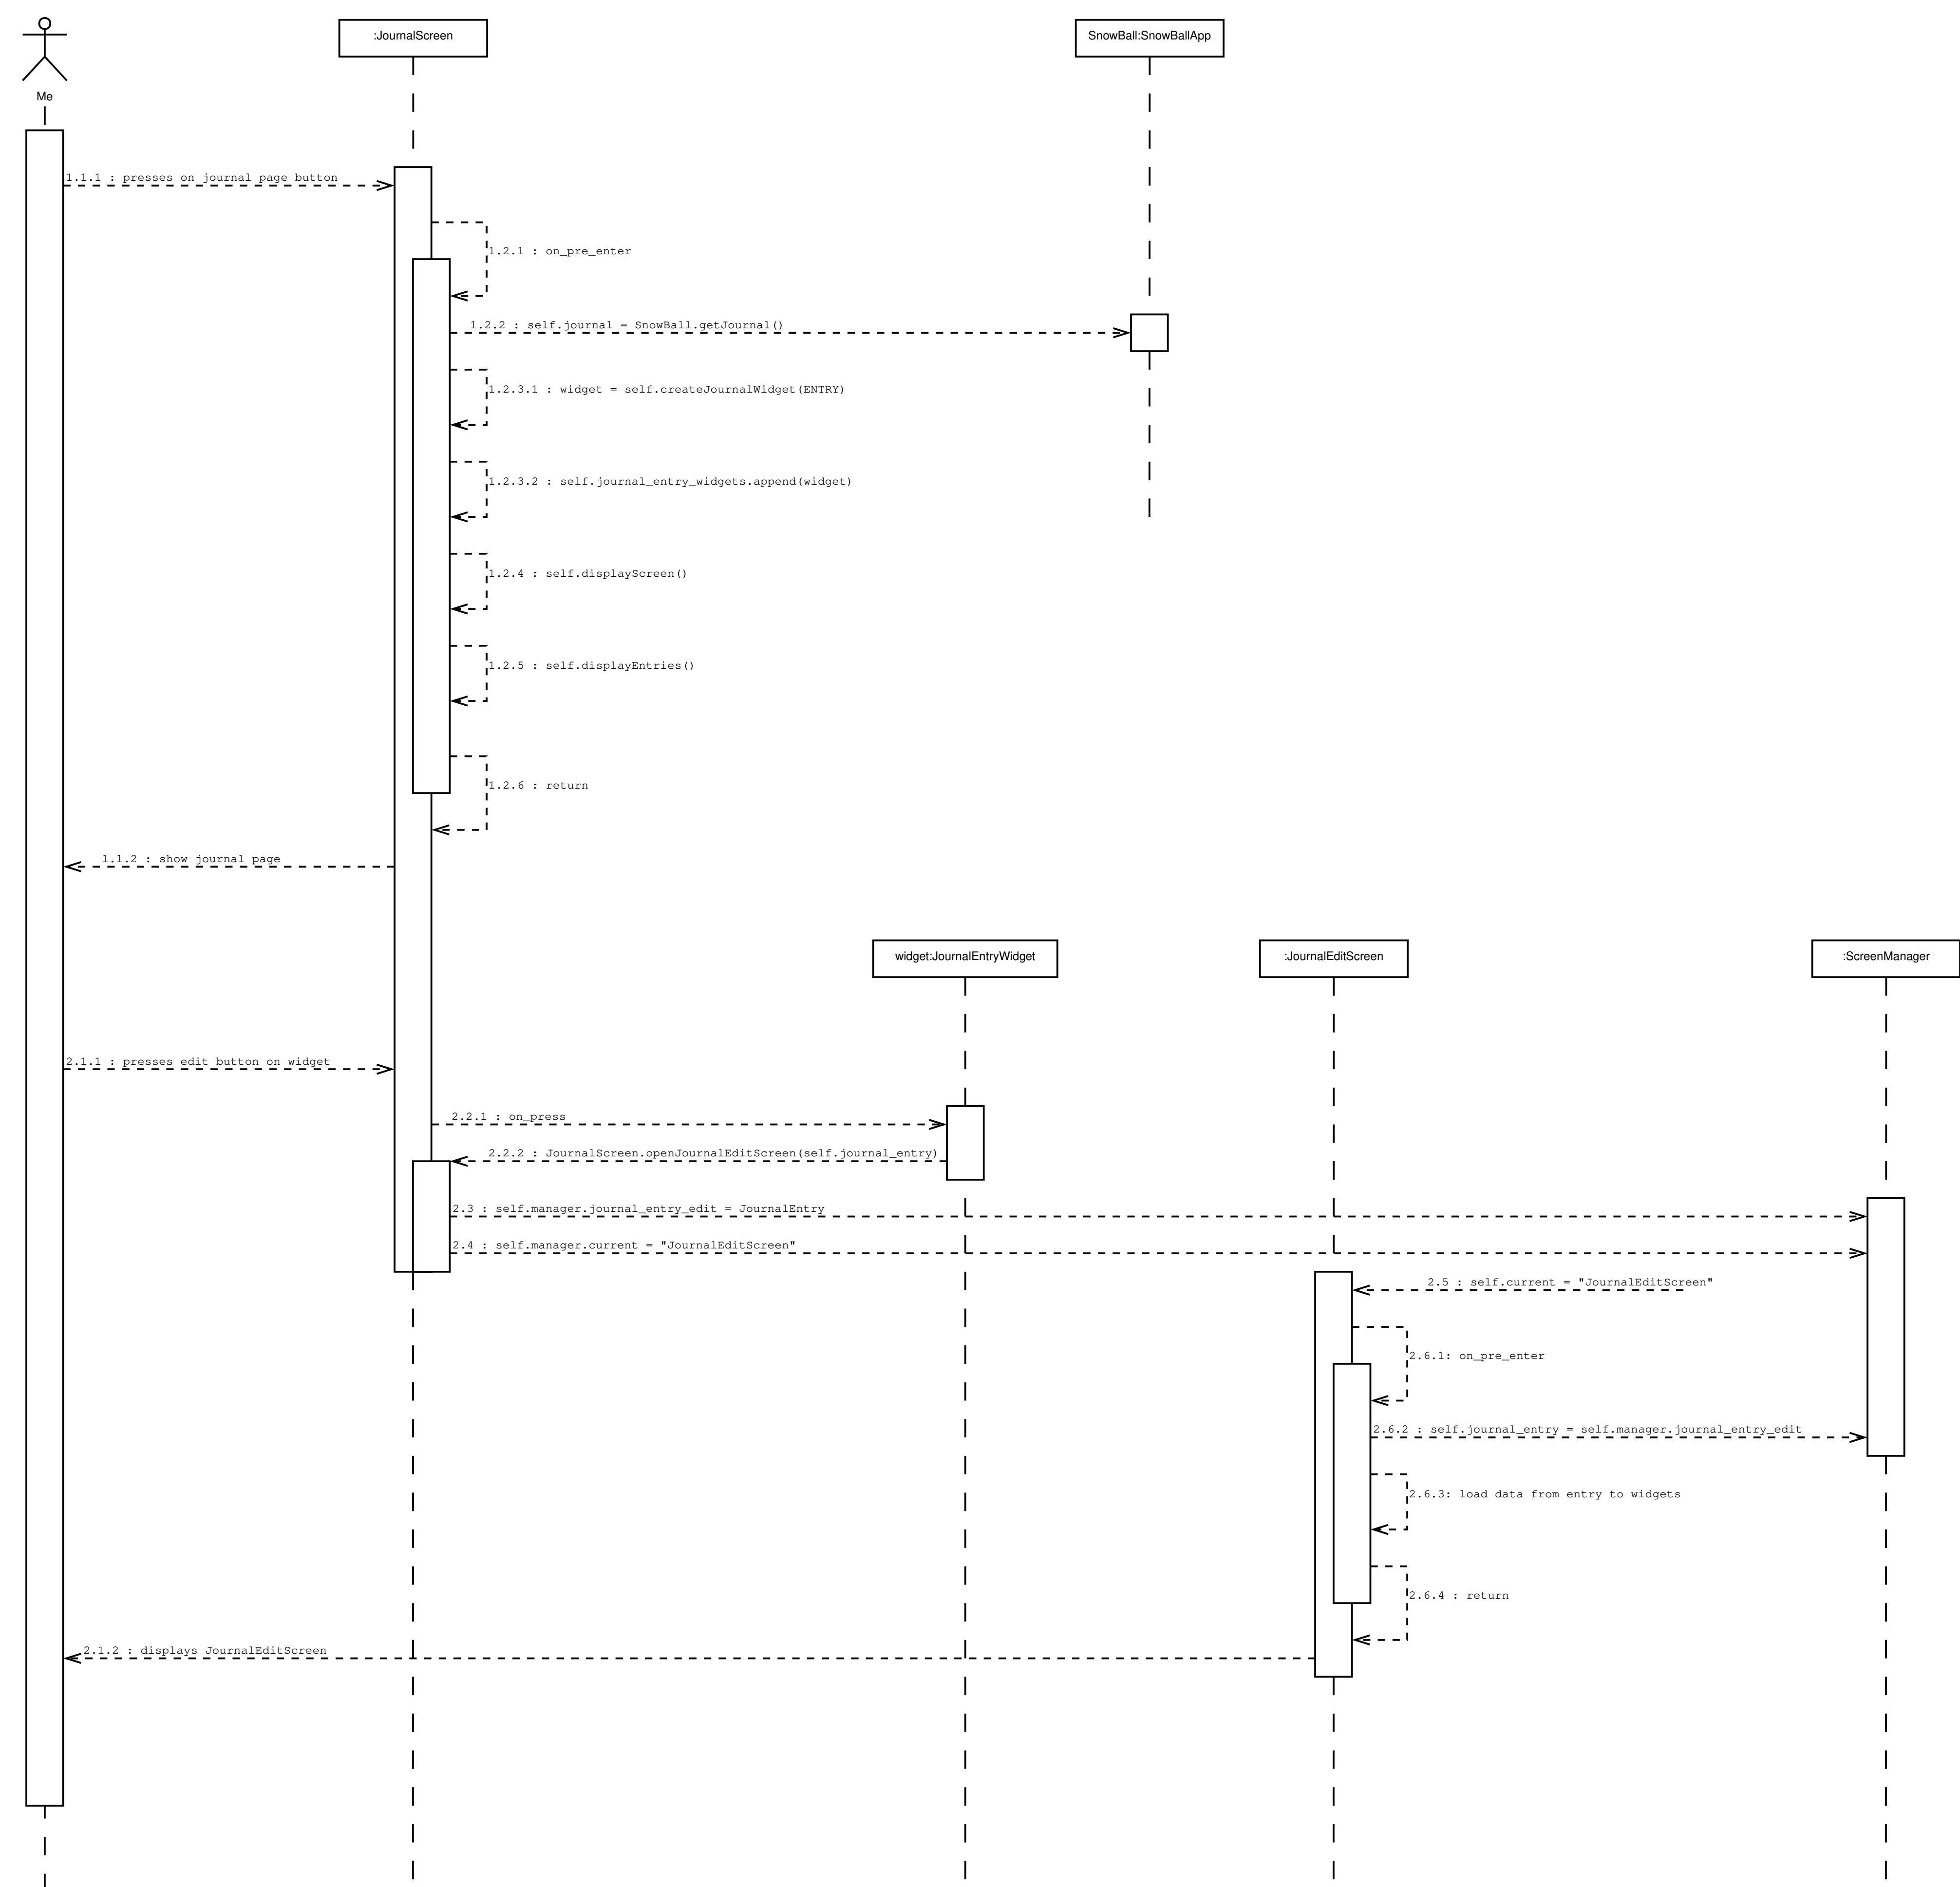 :JournalScreen
SnowBall:SnowBallApp
Me
1.1.1 : presses on journal page button
1.2.1 : on_pre_enter
1.2.2 : self.journal = SnowBall.getJournal()
1.2.3.1 : widget = self.createJournalWidget(ENTRY)
1.2.3.2 : self.journal_entry_widgets.append(widget)
1.2.4 : self.displayScreen()
1.2.5 : self.displayEntries()
1.2.6 : return
1.1.2 : show journal page
widget:JournalEntryWidget
:JournalEditScreen
:ScreenManager
2.1.1 : presses edit button on widget
2.2.1 : on_press
2.2.2 : JournalScreen.openJournalEditScreen(self.journal_entry)
2.3 : self.manager.journal_entry_edit = JournalEntry
2.4 : self.manager.current = "JournalEditScreen"
2.5 : self.current = "JournalEditScreen"
2.6.1: on_pre_enter
2.6.2 : self.journal_entry = self.manager.journal_entry_edit
2.6.3: load data from entry to widgets
2.6.4 : return
2.1.2 : displays JournalEditScreen